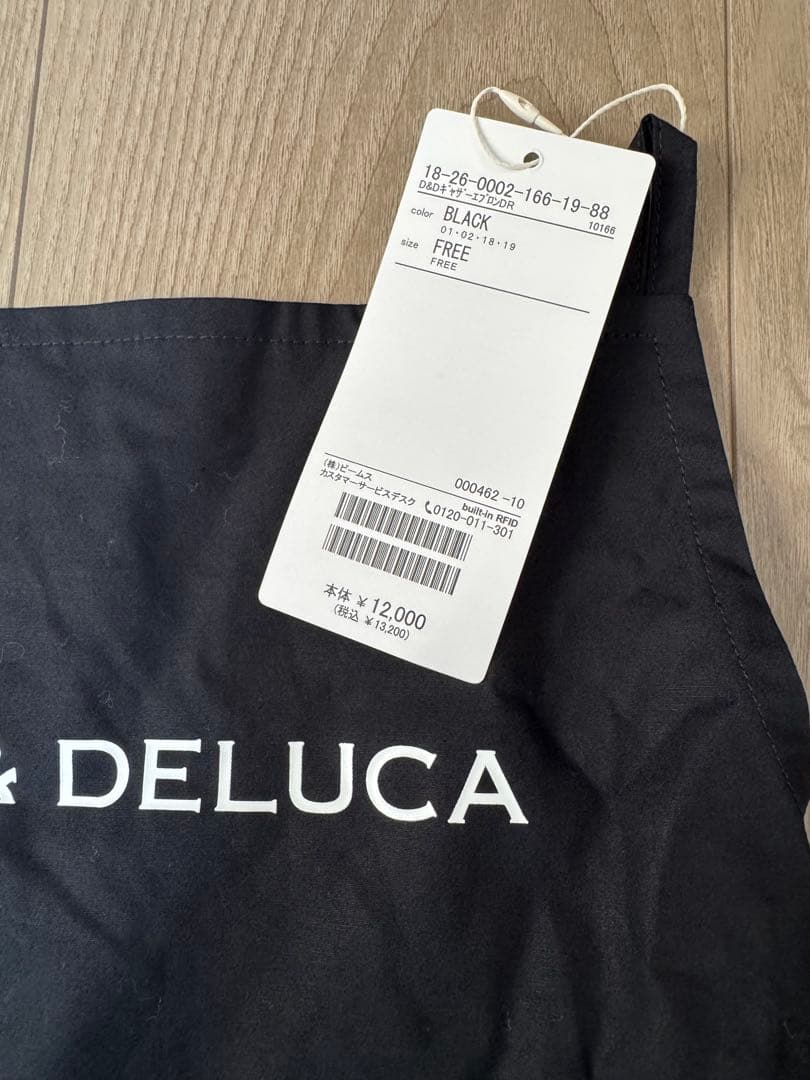 18-26-0002-166-19-88
D&DギャザーエプロンDR
10166
color BLACK
01・02・18・19
size FREE
FREE
(株)ビームス
000462-10
カスタマーサービスデスク
built-in RFID
0120-011-301
本体 ¥12,000
(税込 ¥13,200)
& DELUCA